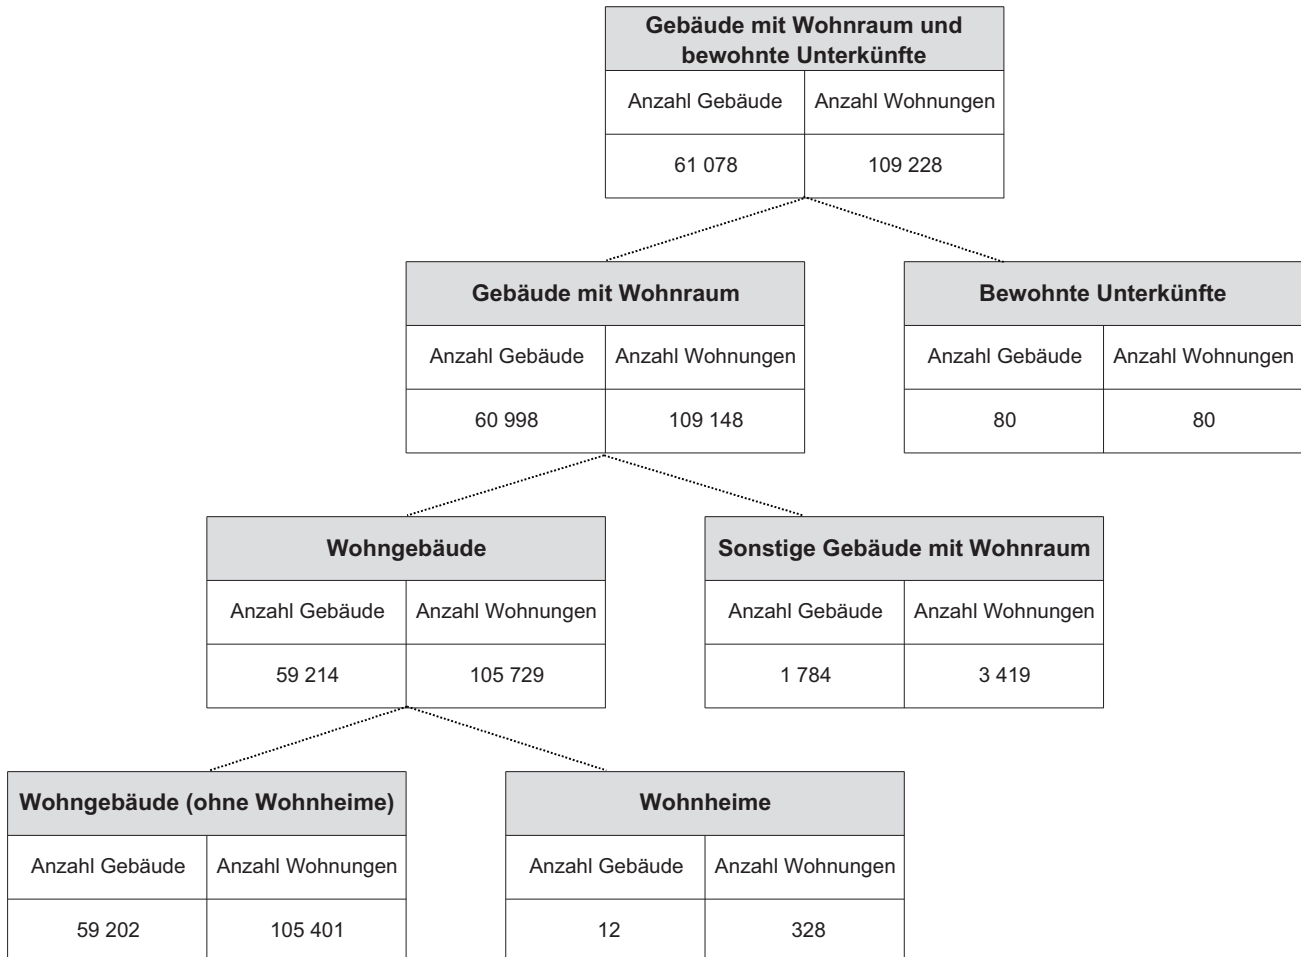 Gebäude mit Wohnraum und
bewohnte Unterkünfte
Anzahl Gebäude Anzahl Wohnungen
61 078 109 228
Gebäude mit Wohnraum
Anzahl Gebäude Anzahl Wohnungen
60 998 109 148
Bewohnte Unterkünfte
Anzahl Gebäude Anzahl Wohnungen
80 80
Wohngebäude
Anzahl Gebäude Anzahl Wohnungen
59 214 105 729
Sonstige Gebäude mit Wohnraum
Anzahl Gebäude Anzahl Wohnungen
1 784 3 419
Wohngebäude (ohne Wohnheime)
Anzahl Gebäude Anzahl Wohnungen
59 202 105 401
Wohnheime
Anzahl Gebäude Anzahl Wohnungen
12 328